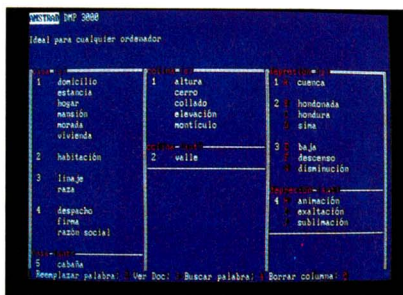 AMSTRAD DMP 3000
Ideal para cualquier ordenador
1 domicilio
estancia
hogar
mansión
morada
vivienda
2 habitación
3 linaje
raza
4 despacho
firma
razón social
5 cabaña
1 altura
cerro
collado
elevación
montículo
2 valle
depresión
1 cuenca
2 hondonada
hondura
sima
3 baja
descenso
disminución
4 animación
exaltación
sublimación
Reemplazar palabra: Ver Doc: Buscar palabra: Borrar columna: